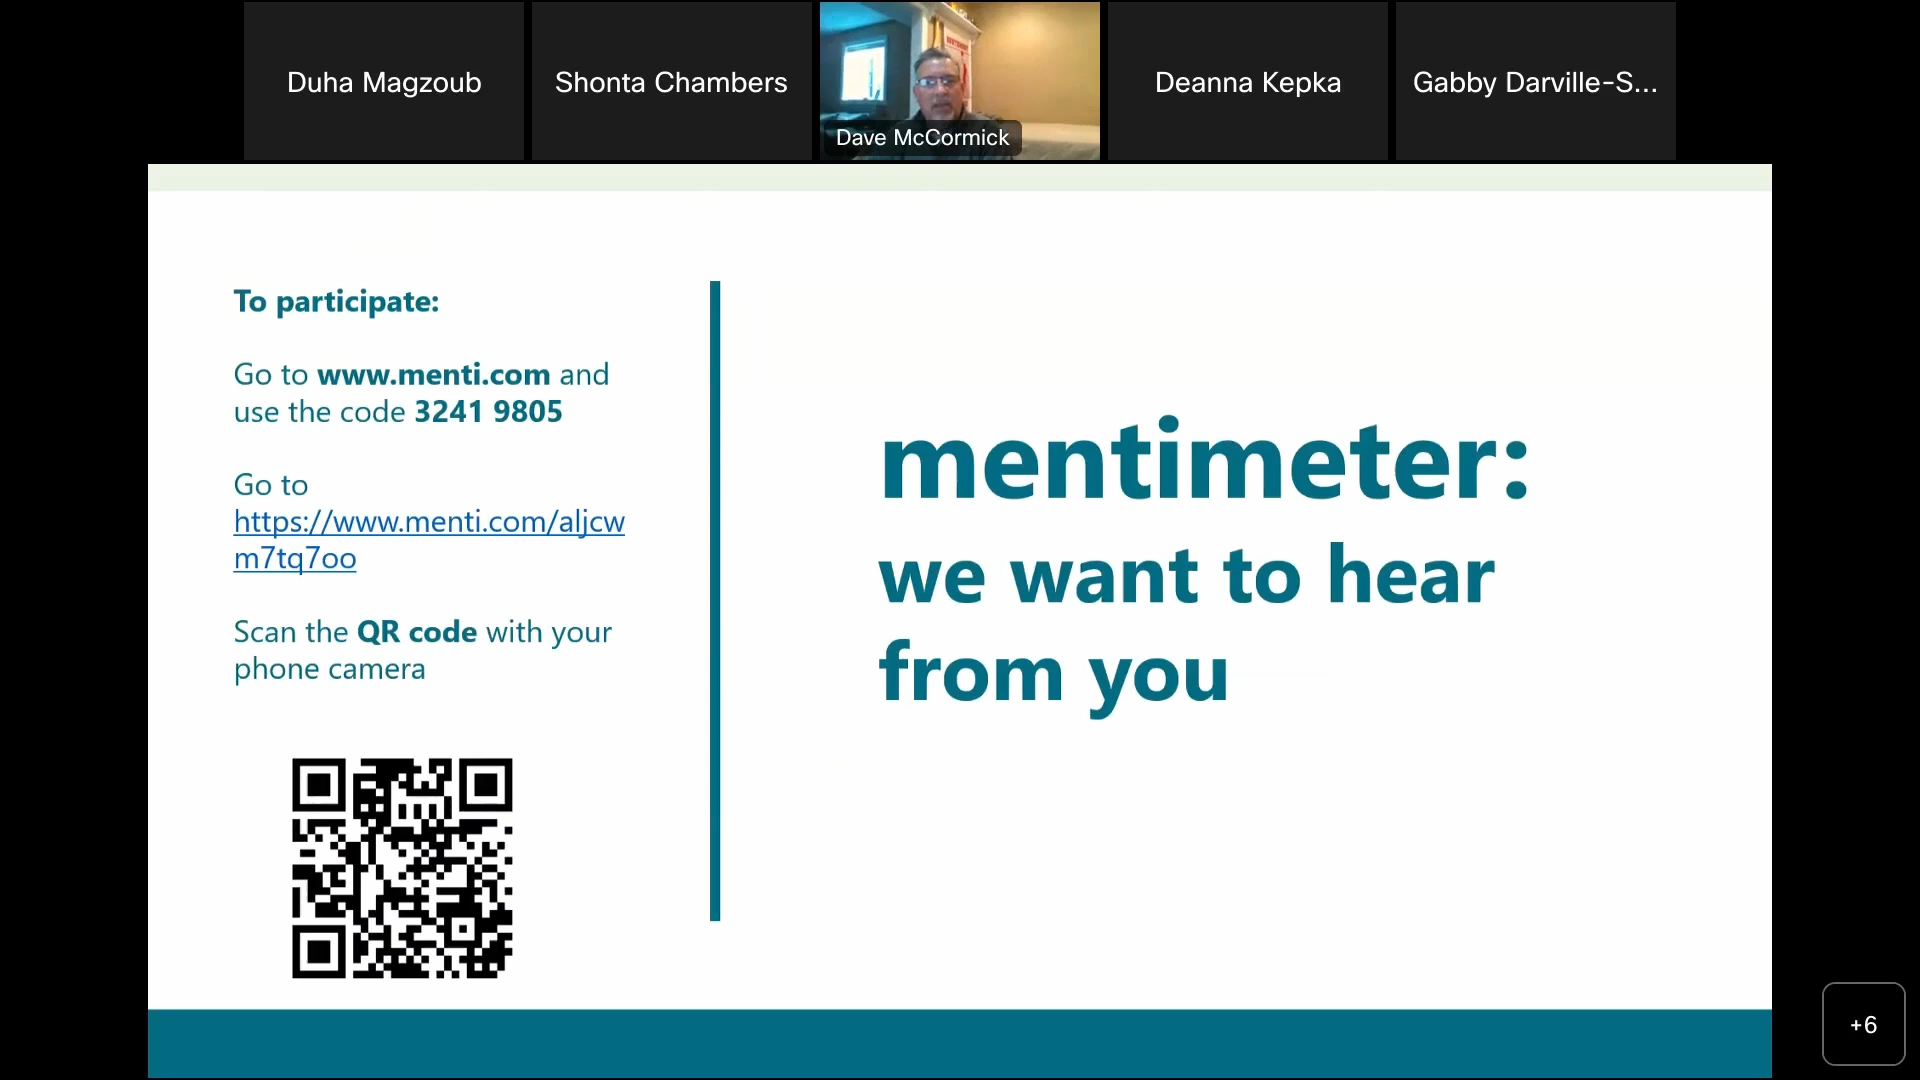 Duha Magzoub
Shonta Chambers
Dave McCormick
Deanna Kepka
Gabby Darville-S...
To participate:
Go to www.menti.com and
use the code 3241 9805
Go to
https://www.menti.com/aljcw
m7tq7oo
Scan the QR code with your
phone camera
mentimeter:
we want to hear
from you
+6